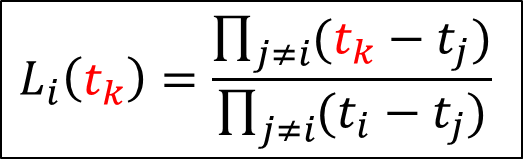 L_i(t_k) = ∏_{j≠i}(t_k − t_j) / ∏_{j≠i}(t_i − t_j)